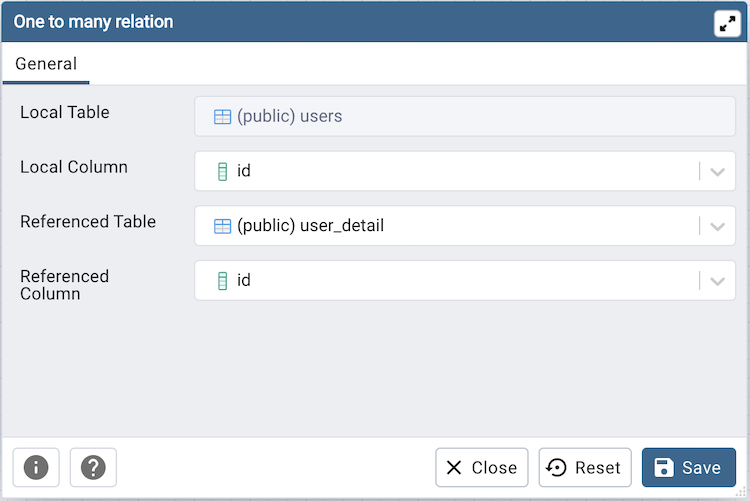 One to many relation
General
Local Table
(public) users
Local Column
id
Referenced Table
(public) user_detail
Referenced
Column
id
Close
Reset
Save